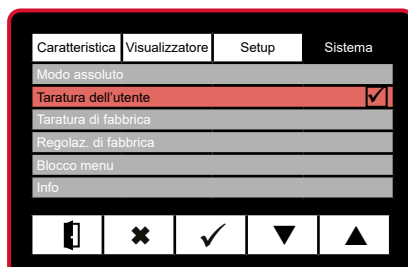 Caratteristica Visualizzatore Setup Sistema
Modo assoluto
Taratura dell'utente
Taratura di fabbrica
Regolaz. di fabbrica
Blocco menu
Info